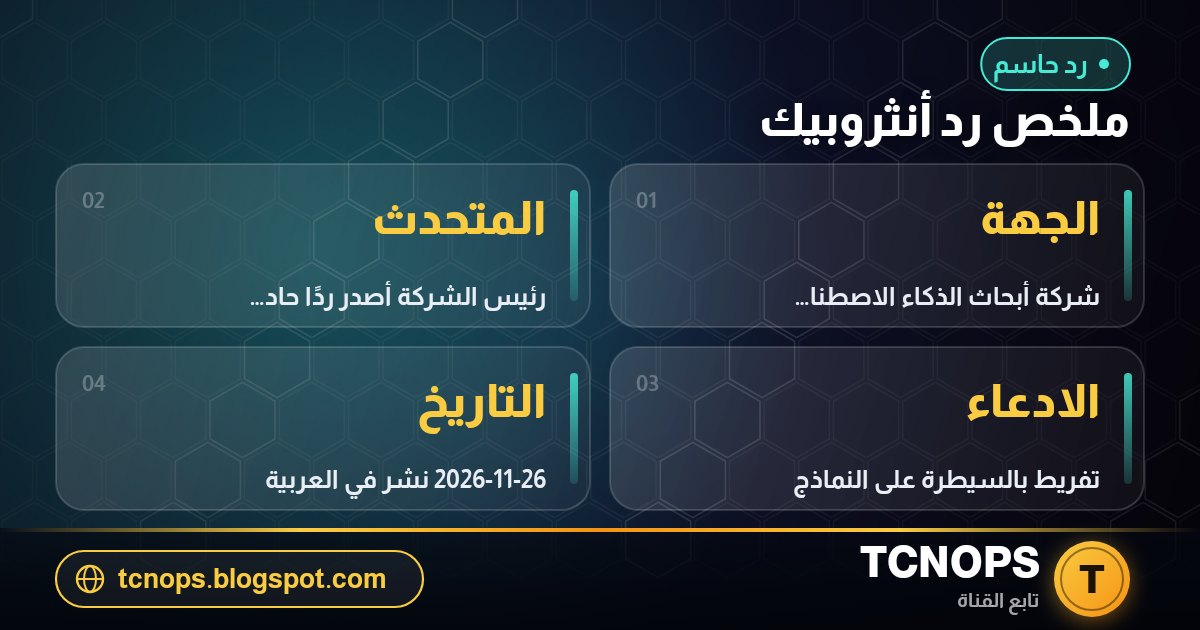 رد حاسم
ملخص رد أنثروبيك
01
الجهة
شركة أبحاث الذكاء الاصطنا...
02
المتحدث
رئيس الشركة أصدر ردًا حاد...
03
الادعاء
تفريط بالسيطرة على النماذج
04
التاريخ
2026-11-26 نشر في العربية
T
TCNOPS
تابع القناة
tcnops.blogspot.com